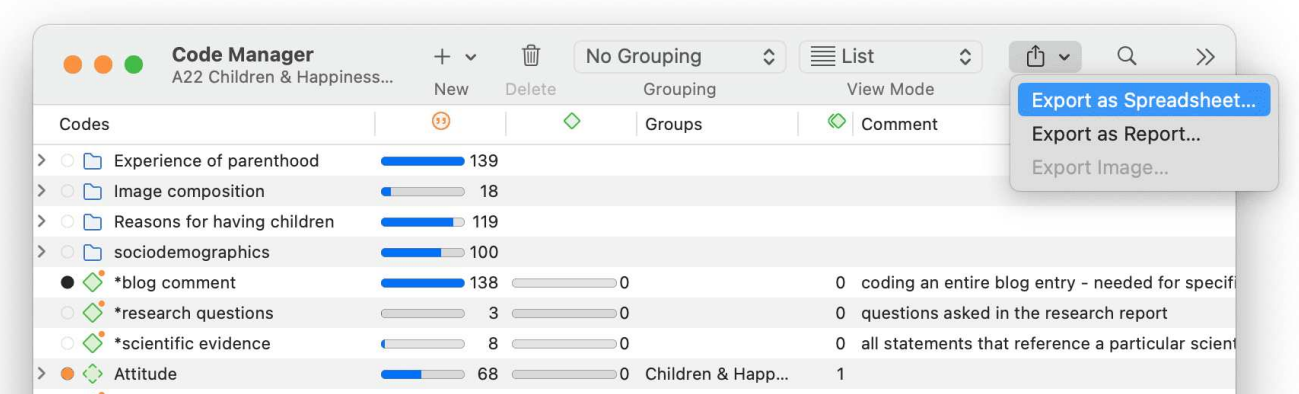 Code Manager
A22 Children & Happiness...
No Grouping
List
New
Delete
Grouping
View Mode
Export as Spreadsheet...
Export as Report...
Export Image...
Codes
Groups
Comment
Experience of parenthood 139
Image composition 18
Reasons for having children 119
sociodemographics 100
*blog comment 138 0 0 coding an entire blog entry - needed for specifi
*research questions 3 0 0 questions asked in the research report
*scientific evidence 8 0 0 all statements that reference a particular scient
Attitude 68 0 Children & Happ... 1